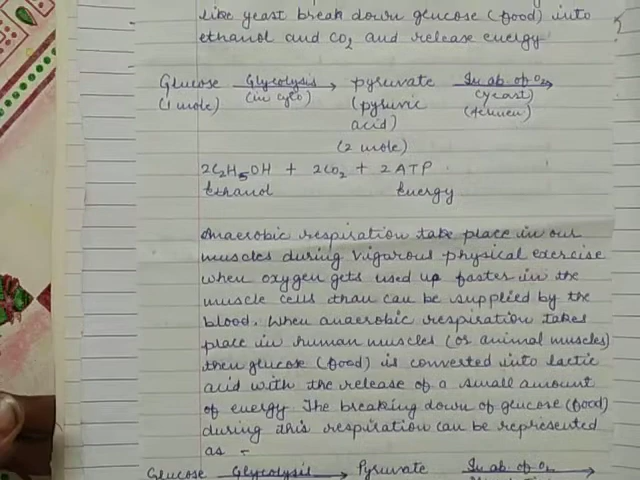 like yeast break down glucose (food) into
ethanol and CO2 and release energy
Glucose Glycolysis → pyruvate In ab. of O2 →
(1 mole) (in cyto) (pyruvic (yeast)
acid)
(2 mole)
2C2H5OH + 2CO2 + 2 ATP
Ethanol Energy
Anaerobic respiration take place in our
muscles during vigarous physical exercise
when oxygen gets used up faster in the
muscle cells than can be supplied by the
blood. When anaerobic respiration takes
place in human muscles (or animal muscles)
then glucose (food) is converted into lactic
acid with the release of a small amount
of energy The breaking down of glucose (food)
during this respiration can be represented
as -
Glucose Glycolysis → Pyruvate In ab. of O2 →